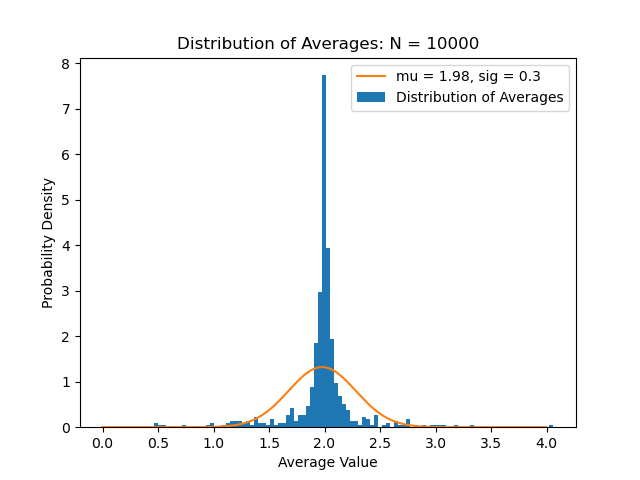 Distribution of Averages: N = 10000
mu = 1.98, sig = 0.3
Distribution of Averages
Probability Density
8
7
6
5
4
3
2
1
0
0.0 0.5 1.0 1.5 2.0 2.5 3.0 3.5 4.0
Average Value